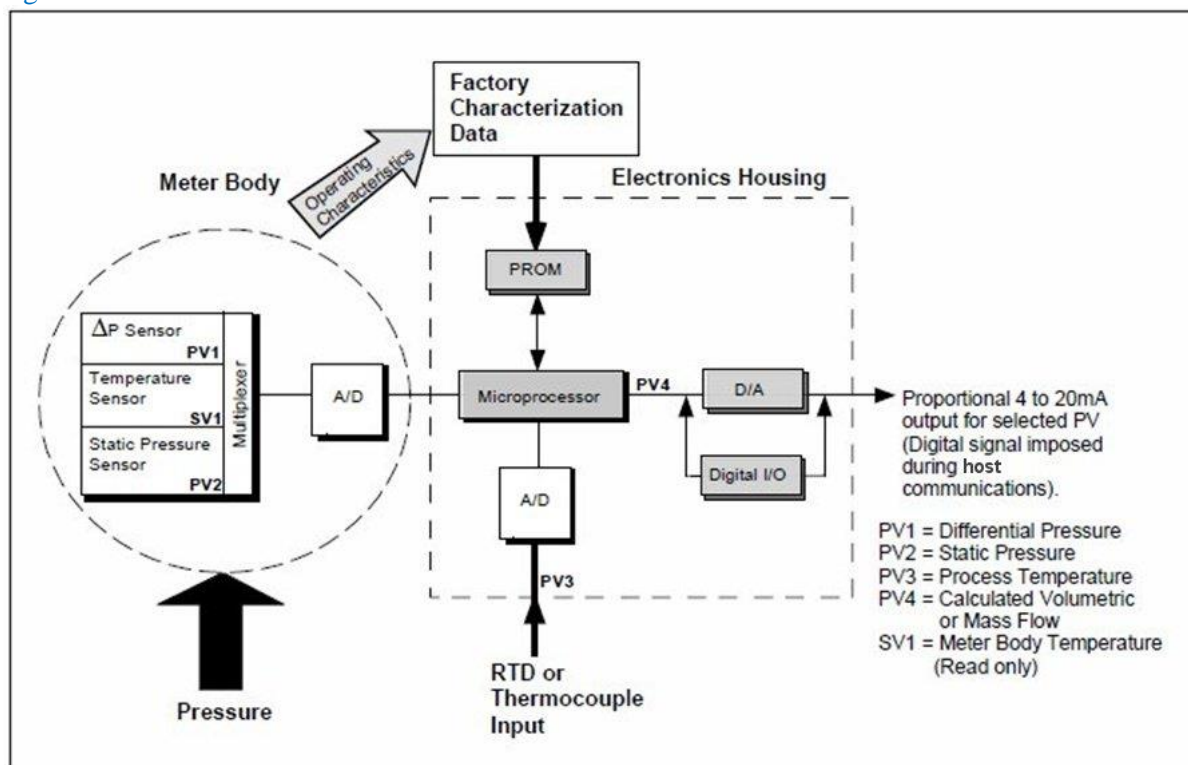 Factory
Characterization
Data
Operating
Characteristics
Meter Body
Electronics Housing
PROM
ΔP Sensor
PV1
Temperature
Sensor
SV1
Static Pressure
Sensor
PV2
Multiplexer
A/D
Microprocessor
PV4
D/A
Digital I/O
A/D
PV3
Proportional 4 to 20mA
output for selected PV
(Digital signal imposed
during host
communications).
PV1 = Differential Pressure
PV2 = Static Pressure
PV3 = Process Temperature
PV4 = Calculated Volumetric
or Mass Flow
SV1 = Meter Body Temperature
(Read only)
Pressure
RTD or
Thermocouple
Input